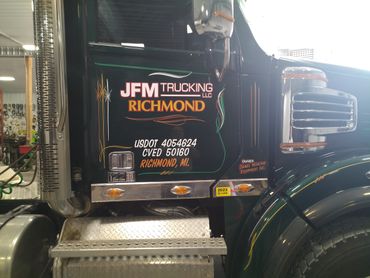 JFM TRUCKING LLC
RICHMOND
USDOT 4054624
CVED 50160
RICHMOND, MI.